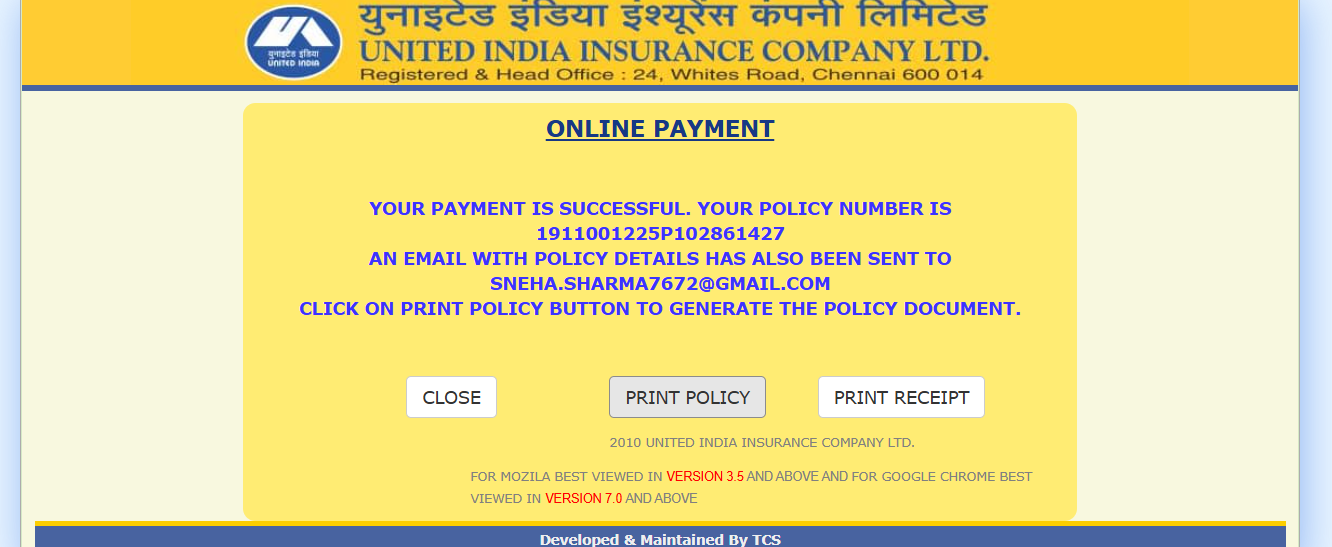 युनाइटेड इंडिया इंश्यूरेंस कंपनी लिमिटेड
युनाइटेड इंडिया
UNITED INDIA
UNITED INDIA INSURANCE COMPANY LTD.
Registered & Head Office : 24, Whites Road, Chennai 600 014
ONLINE PAYMENT
YOUR PAYMENT IS SUCCESSFUL. YOUR POLICY NUMBER IS
1911001225P102861427
AN EMAIL WITH POLICY DETAILS HAS ALSO BEEN SENT TO
SNEHA.SHARMA7672@GMAIL.COM
CLICK ON PRINT POLICY BUTTON TO GENERATE THE POLICY DOCUMENT.
CLOSE PRINT POLICY PRINT RECEIPT
2010 UNITED INDIA INSURANCE COMPANY LTD.
FOR MOZILA BEST VIEWED IN VERSION 3.5 AND ABOVE AND FOR GOOGLE CHROME BEST
VIEWED IN VERSION 7.0 AND ABOVE
Developed & Maintained By TCS